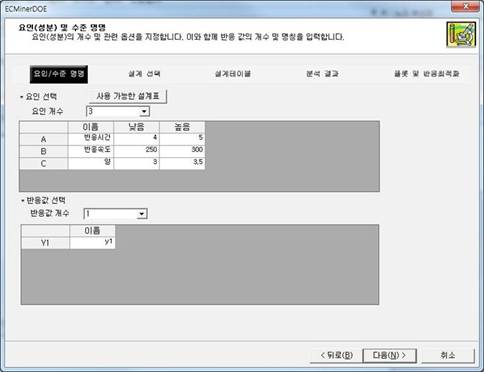 ECMinerDOE
요인(성분) 및 수준 명명
요인(성분)의 개수 및 관련 옵션을 지정합니다. 이와 함께 반응 값의 개수 및 명칭을 입력합니다.
요인/수준 명명 설계 선택 설계테이블 분석 결과 플롯 및 반응최적화
요인 선택 사용 가능한 설계표
요인 개수 3
이름 낮음 높음
A 반응시간 4 5
B 반응속도 250 300
C 양 3 3,5
반응값 선택
반응값 개수 1
이름
Y1 y1
< 뒤로(B) 다음(N) > 취소